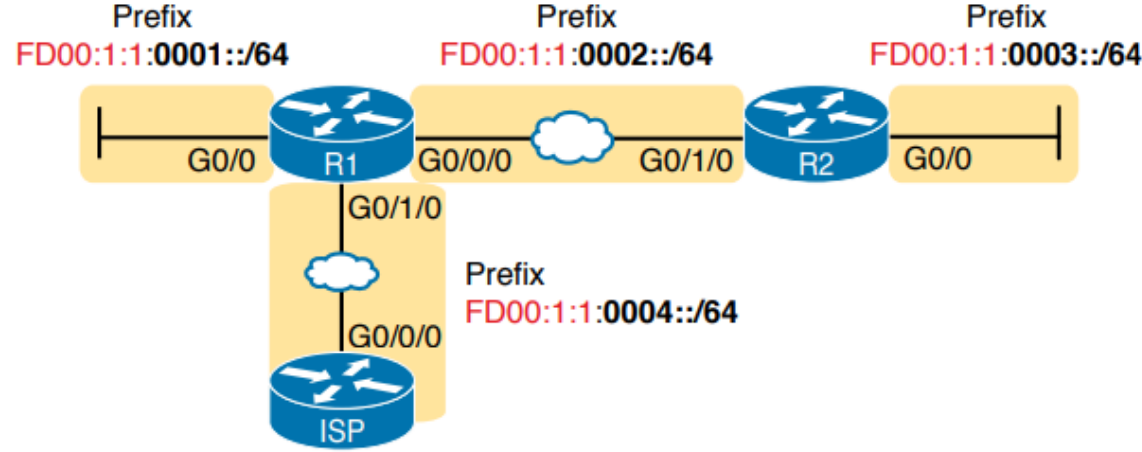 Prefix
FD00:1:1:0001::/64
Prefix
FD00:1:1:0002::/64
Prefix
FD00:1:1:0003::/64
G0/0
R1
G0/0/0
G0/1/0
R2
G0/0
G0/1/0
Prefix
FD00:1:1:0004::/64
G0/0/0
ISP